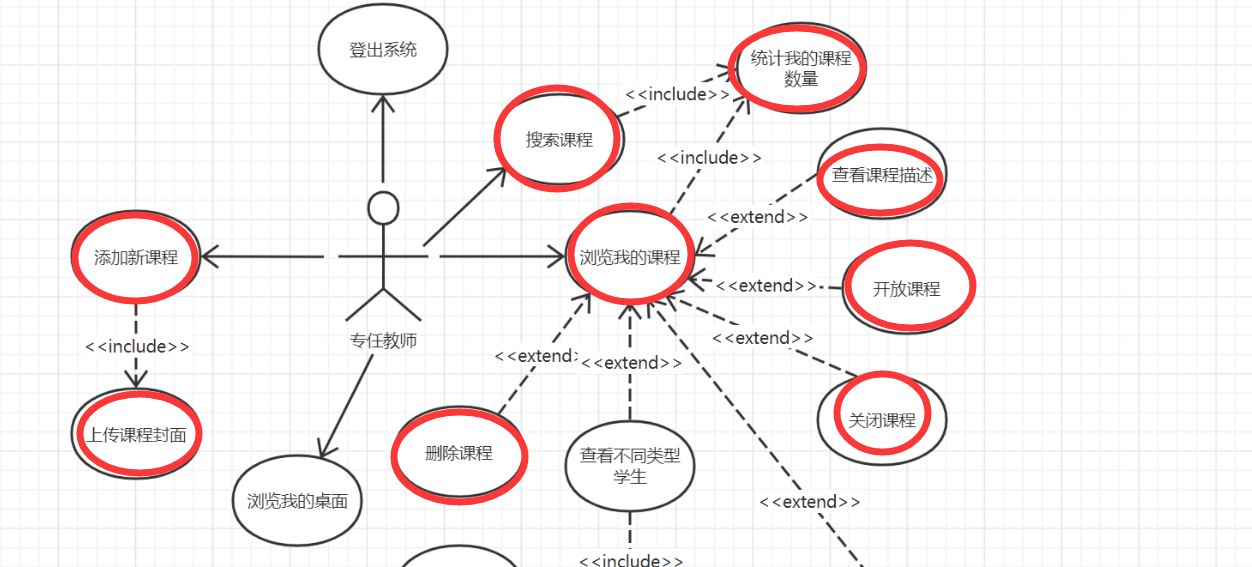 登出系统
统计我的课程
数量
<<include>>
搜索课程
<<include>>
查看课程描述
<<extend>>
添加新课程
浏览我的课程
<<extend>>
开放课程
专任教师
<<include>>
<<extend>>
<<extend>
<<extend>>
上传课程封面
关闭课程
删除课程
查看不同类型
学生
浏览我的桌面
<<extend>>
<<include>>